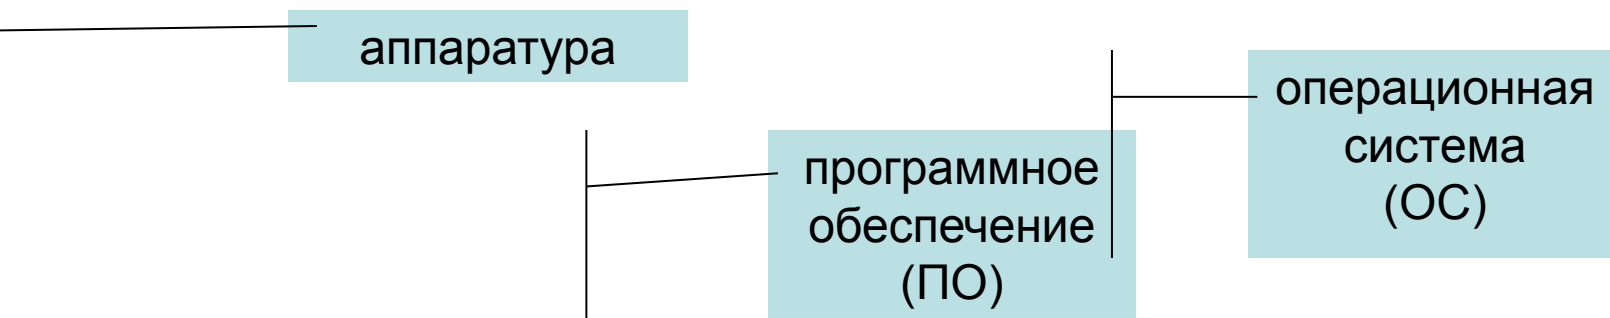 аппаратура
программное
обеспечение
(ПО)
операционная
система
(ОС)